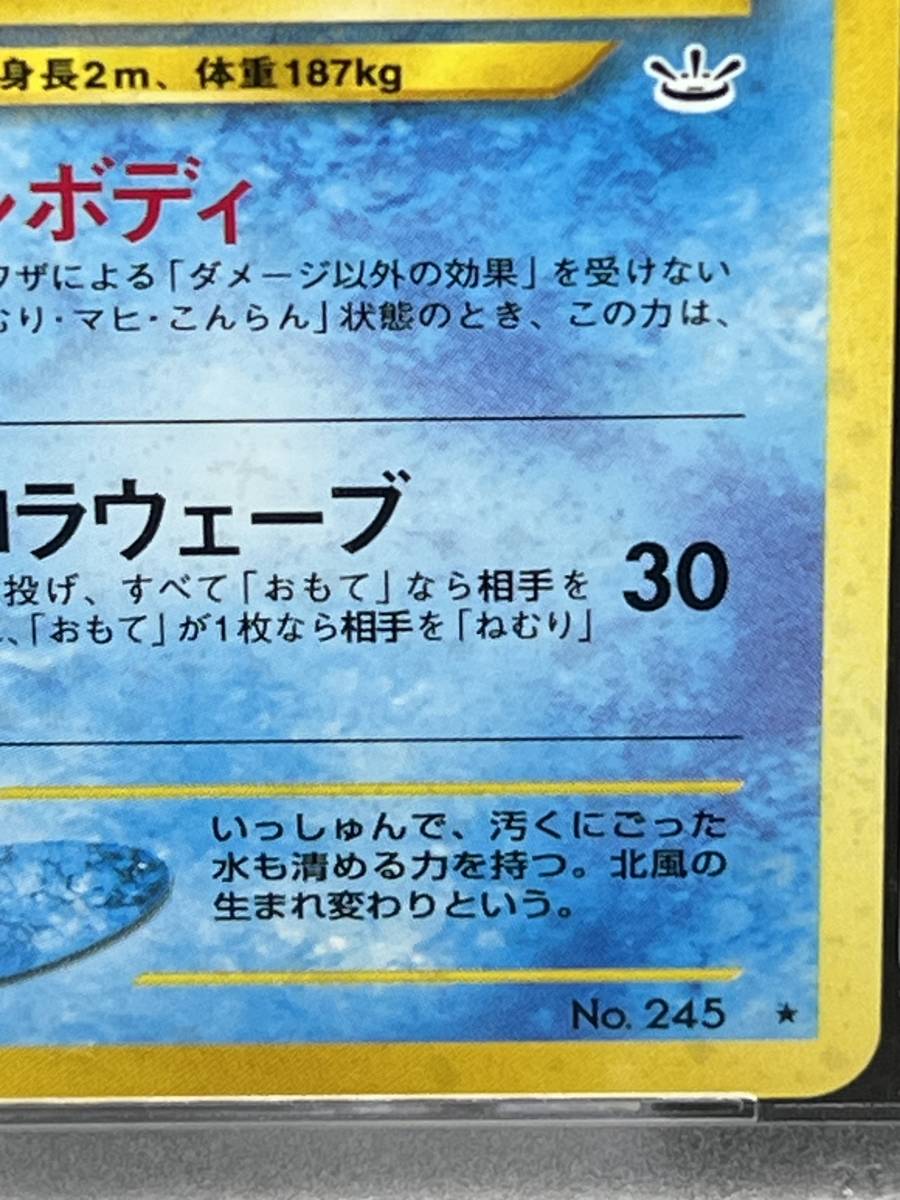 身長2m、体重187kg
ボディ
ワザによる「ダメージ以外の効果」を受けない
むり・マヒ・こんらん」状態のとき、この力は、
ロラウェーブ
投げ、すべて「おもて」なら相手を
、「おもて」が1枚なら相手を「ねむり」
30
いっしゅんで、汚くにごった
水も清める力を持つ。北風の
生まれ変わりという。
No. 245 ★